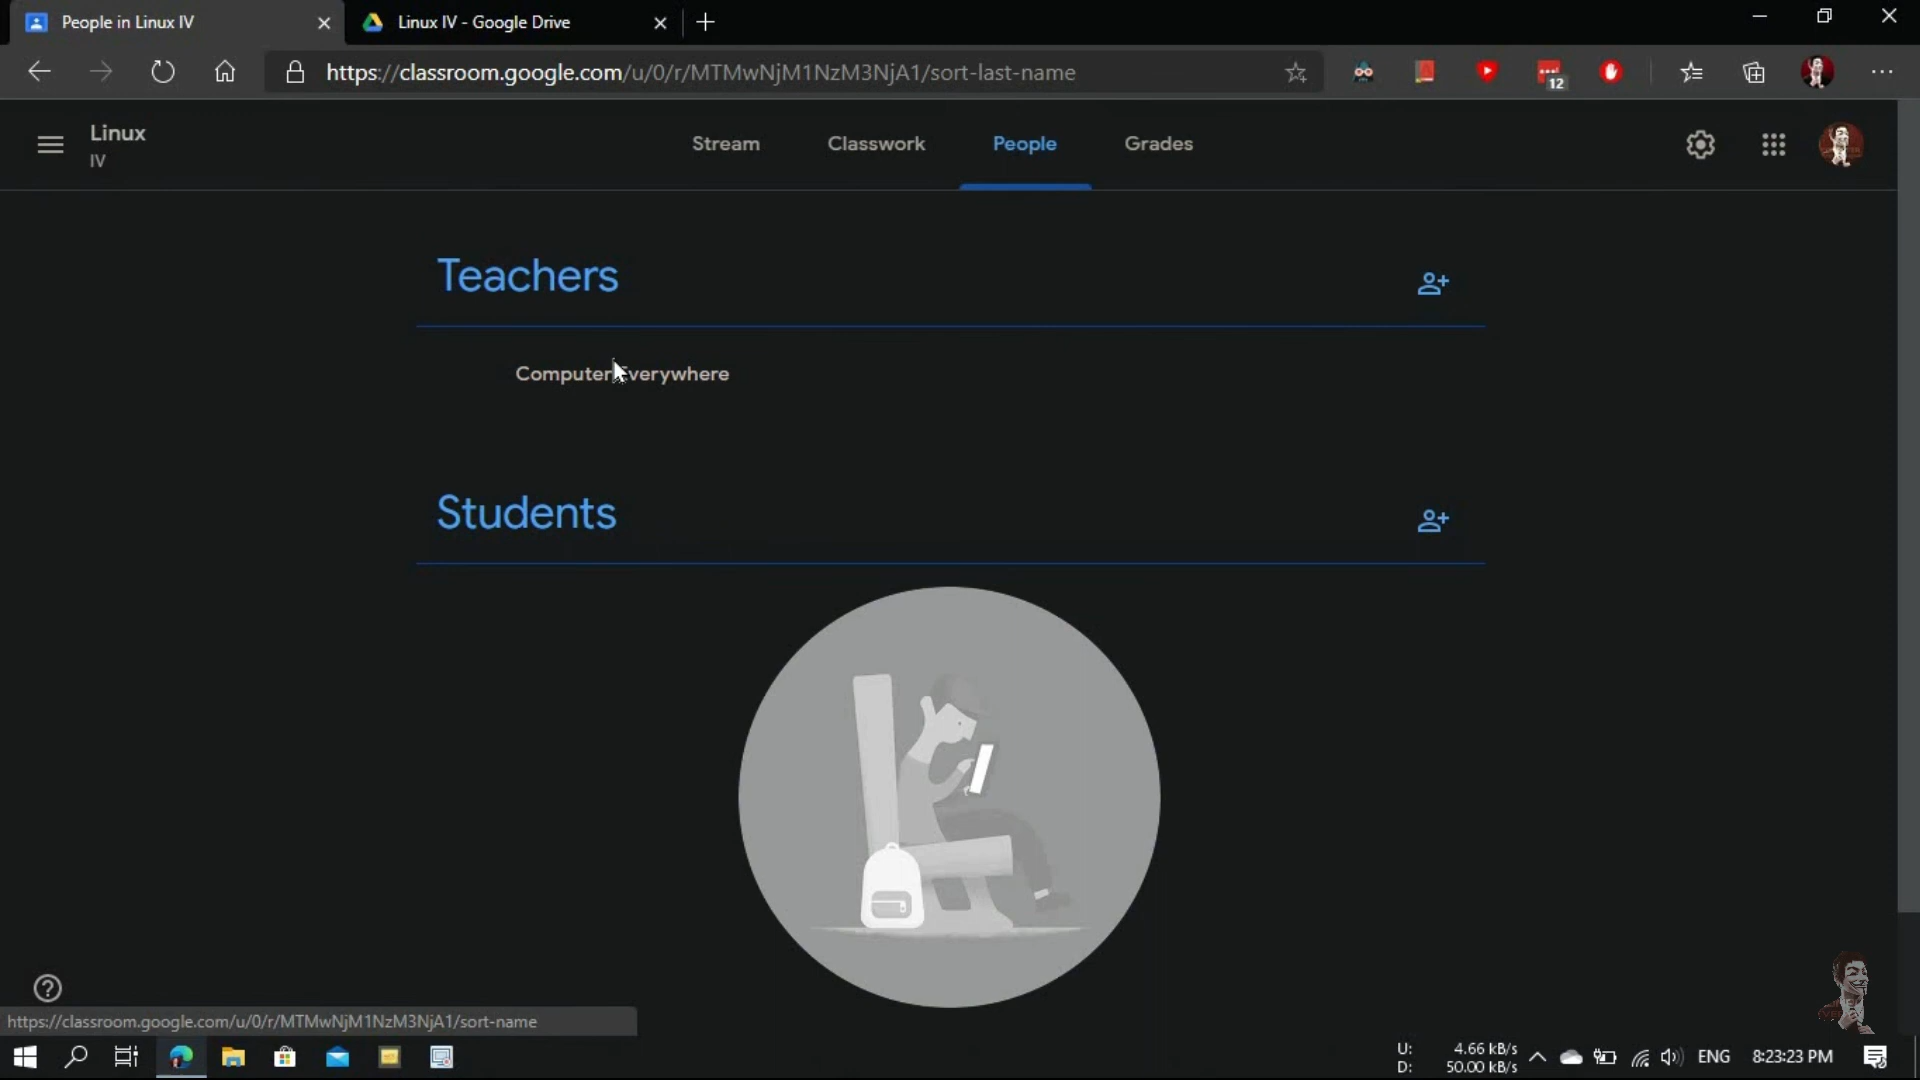 People in Linux IV
Linux IV - Google Drive
https://classroom.google.com/u/0/r/MTMwNjM1NzM3NjA1/sort-last-name
12
Linux
IV
Stream
Classwork
People
Grades
Teachers
Computer Everywhere
Students
https://classroom.google.com/u/0/r/MTMwNjM1NzM3NjA1/sort-name
U: 4.66 kB/s
D: 50.00 kB/s
ENG
8:23:23 PM